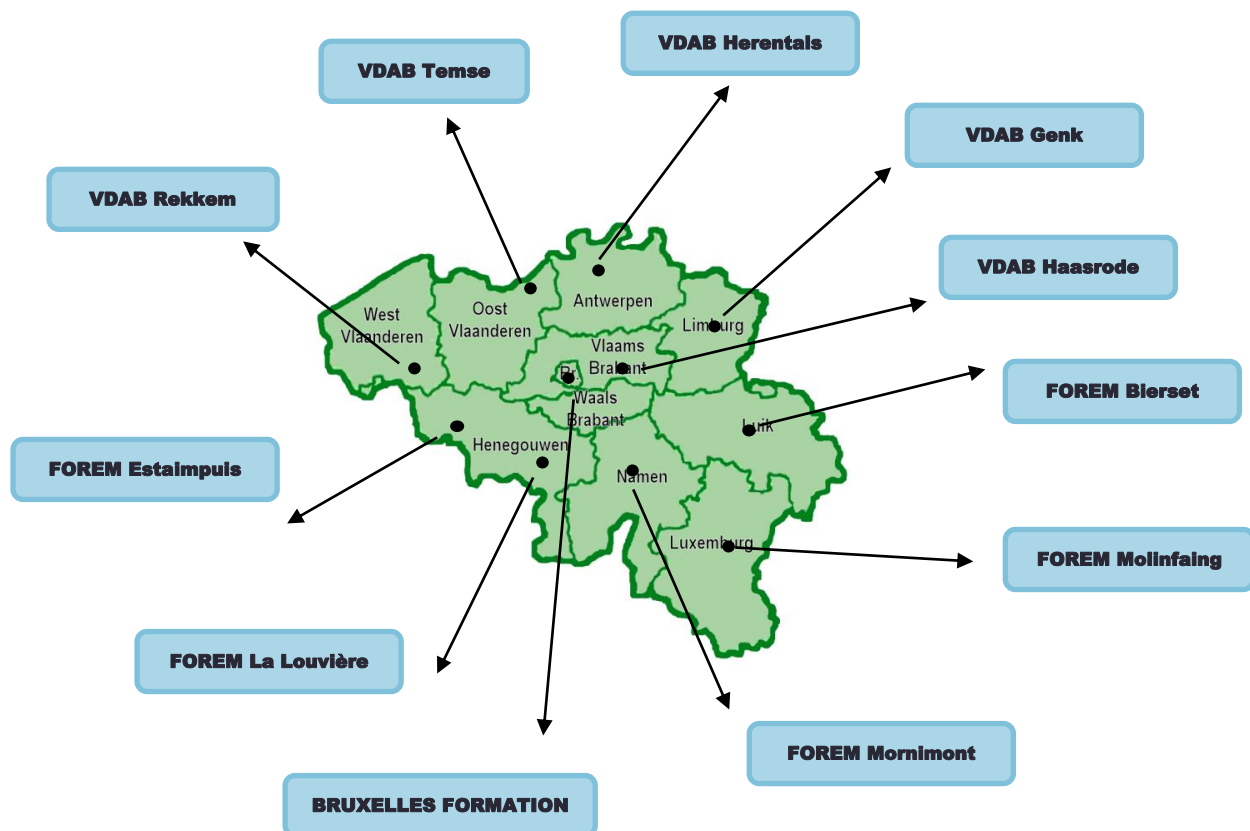 VDAB Herentals
VDAB Temse
VDAB Genk
VDAB Rekkem
VDAB Haasrode
Antwerpen
West
Vlaanderen
Oost
Vlaanderen
Limburg
Vlaams
Brabant
Br.
Waals
Brabant
FOREM Bierset
Luik
Henegouwen
FOREM Estaimpuis
Namen
Luxemburg
FOREM Molinfaing
FOREM La Louvière
FOREM Mornimont
BRUXELLES FORMATION